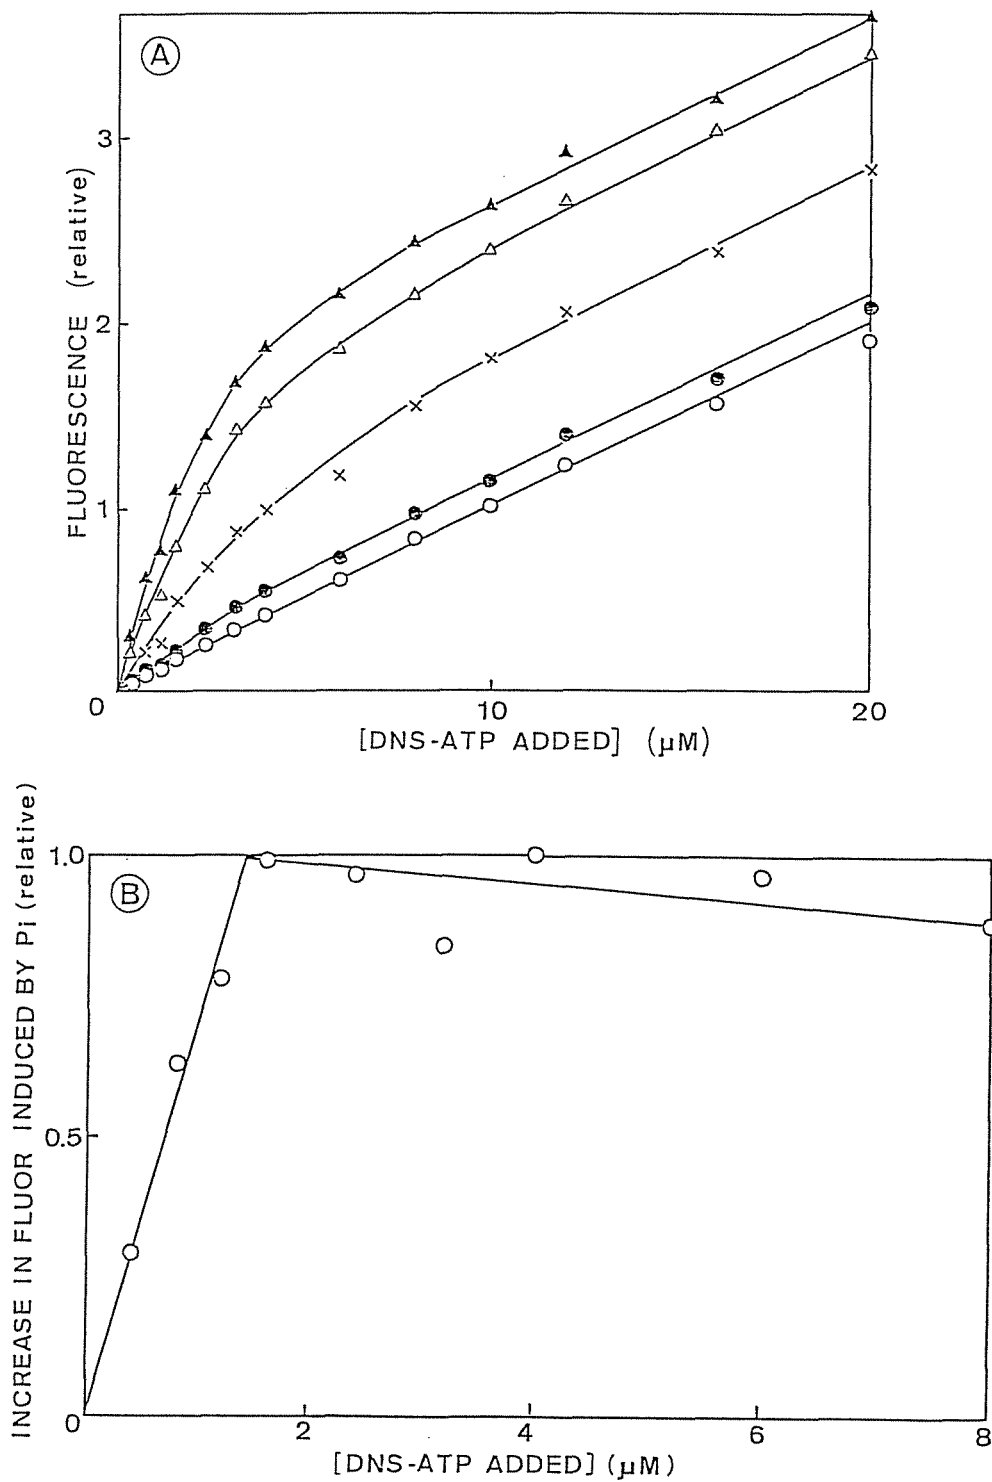 A
3
2
1
0
10
20
FLUORESCENCE (relative)
[DNS-ATP ADDED] (μM)
B
1.0
0.5
0
2
4
6
8
INCREASE IN FLUOR INDUCED BY Pi (relative)
[DNS-ATP ADDED] (μM)